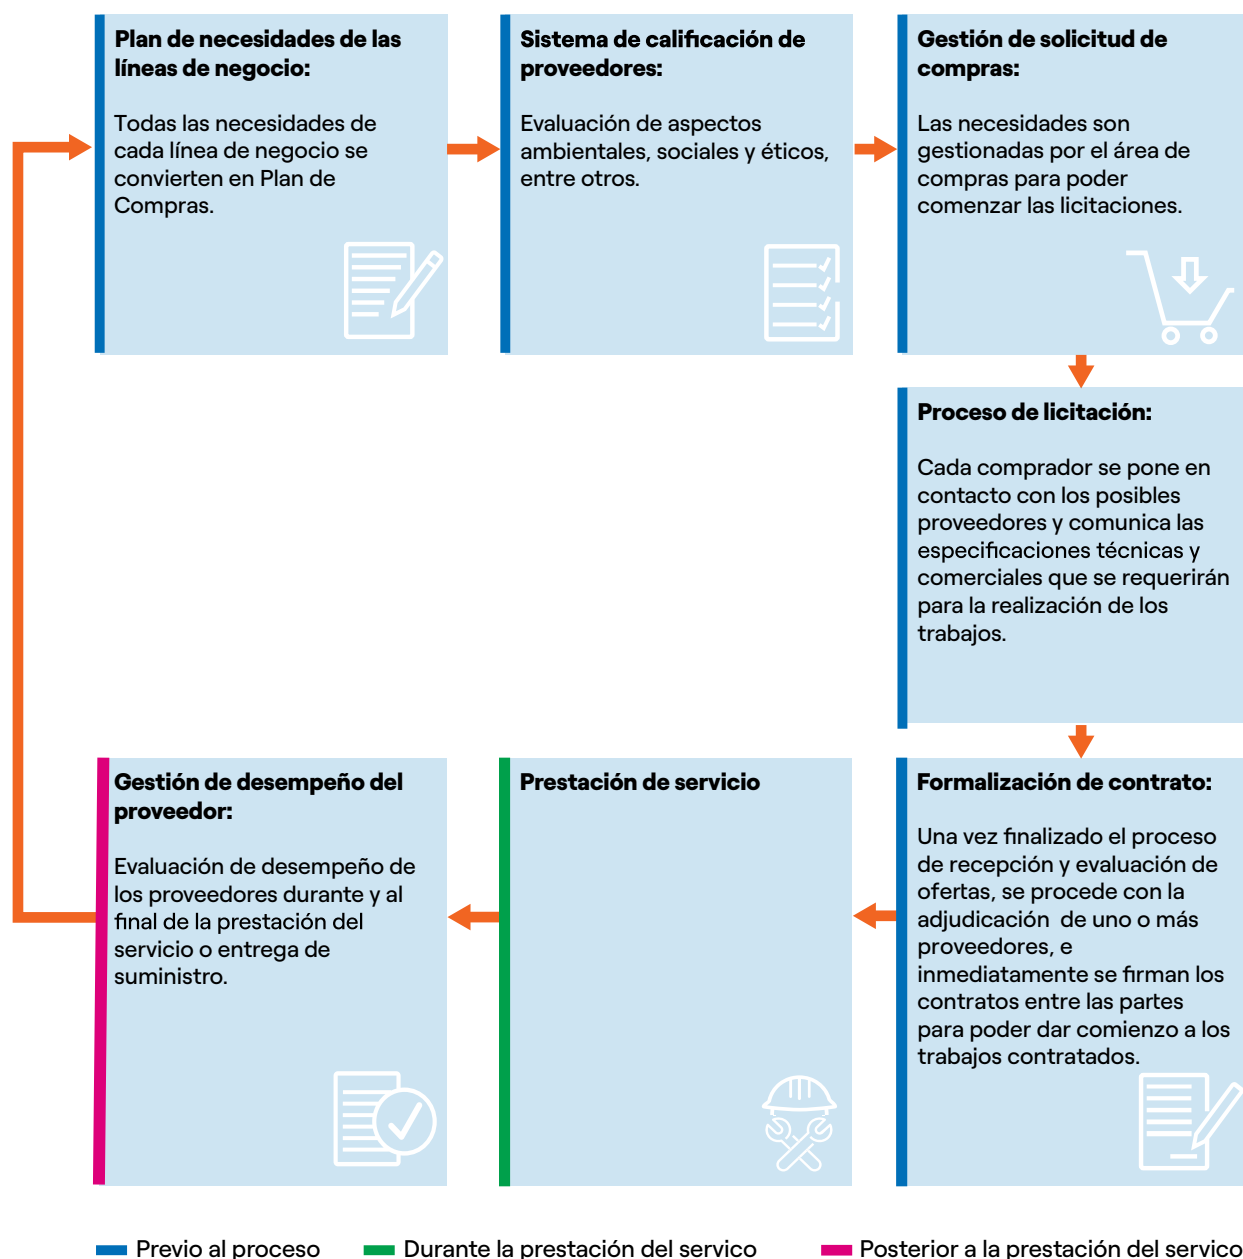 Plan de necesidades de las
líneas de negocio:
Todas las necesidades de
cada línea de negocio se
convierten en Plan de
Compras.
Sistema de calificación de
proveedores:
Evaluación de aspectos
ambientales, sociales y éticos,
entre otros.
Gestión de solicitud de
compras:
Las necesidades son
gestionadas por el área de
compras para poder
comenzar las licitaciones.
Proceso de licitación:
Cada comprador se pone en
contacto con los posibles
proveedores y comunica las
especificaciones técnicas y
comerciales que se requerirán
para la realización de los
trabajos.
Formalización de contrato:
Una vez finalizado el proceso
de recepción y evaluación de
ofertas, se procede con la
adjudicación de uno o más
proveedores, e
inmediatamente se firman los
contratos entre las partes
para poder dar comienzo a los
trabajos contratados.
Prestación de servicio
Gestión de desempeño del
proveedor:
Evaluación de desempeño de
los proveedores durante y al
final de la prestación del
servicio o entrega de
suministro.
Previo al proceso
Durante la prestación del servico
Posterior a la prestación del servico